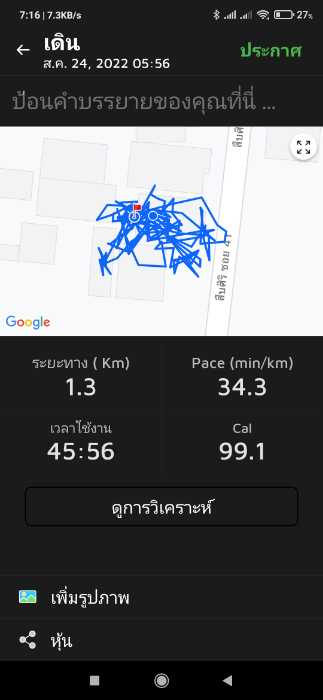 7:16 | 7.3KB/s 27%
เดิน
ส.ค. 24, 2022 05:56
ประกาศ
ป้อนคำบรรยายของคุณที่นี่ ...
สืบศิริ ซอย 41
Google
ระยะทาง ( Km) Pace (min/km)
1.3 34.3
เวลาใช้งาน Cal
45:56 99.1
ดูการวิเคราะห์
เพิ่มรูปภาพ
หุ้น